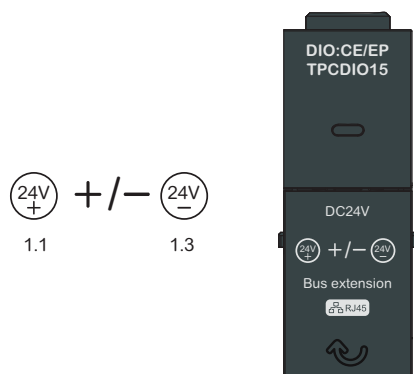 24V
+
+/−
24V
−
1.1
1.3
DIO:CE/EP
TPCDIO15
DC24V
24V
+
+/−
24V
−
Bus extension
RJ45